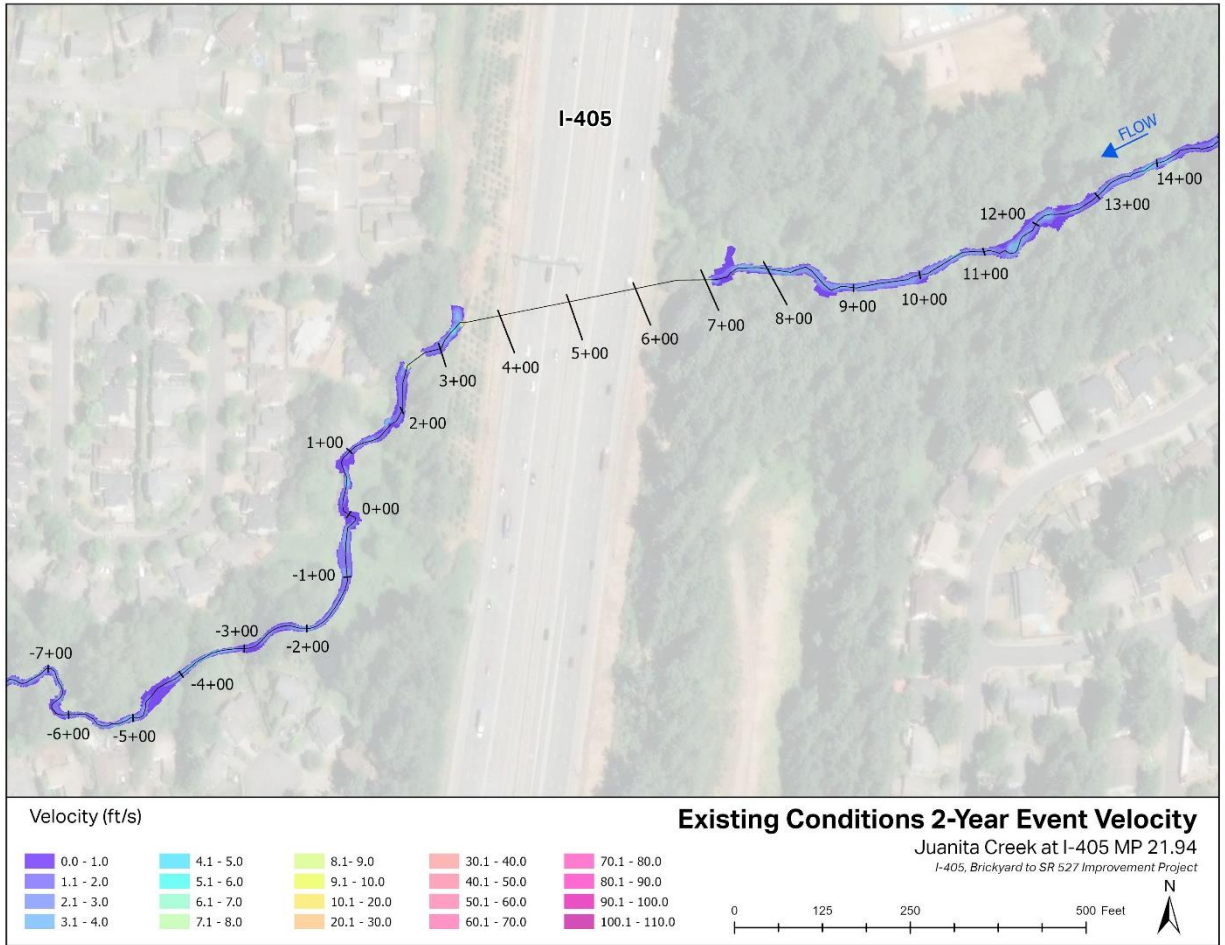 I-405
FLOW
14+00
13+00
12+00
11+00
10+00
9+00
8+00
7+00
6+00
5+00
4+00
3+00
2+00
1+00
0+00
-1+00
-2+00
-3+00
-4+00
-5+00
-6+00
-7+00
Velocity (ft/s)
0.0 - 1.0
1.1 - 2.0
2.1 - 3.0
3.1 - 4.0
4.1 - 5.0
5.1 - 6.0
6.1 - 7.0
7.1 - 8.0
8.1- 9.0
9.1 - 10.0
10.1 - 20.0
20.1 - 30.0
30.1 - 40.0
40.1 - 50.0
50.1 - 60.0
60.1 - 70.0
70.1 - 80.0
80.1 - 90.0
90.1 - 100.0
100.1 - 110.0
Existing Conditions 2-Year Event Velocity
Juanita Creek at I-405 MP 21.94
I-405, Brickyard to SR 527 Improvement Project
N
0 125 250 500 Feet